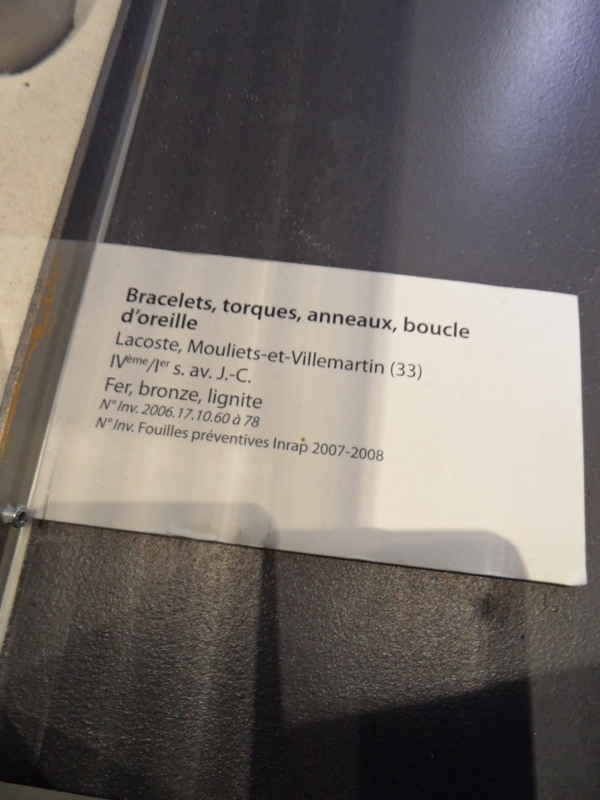 Bracelets, torques, anneaux, boucle
d'oreille
Lacoste, Mouliets-et-Villemartin (33)
IVème/Ier s. av. J.-C.
Fer, bronze, lignite
N° Inv. 2006.17.10.60 à 78
N° Inv. Fouilles préventives Inrap 2007-2008